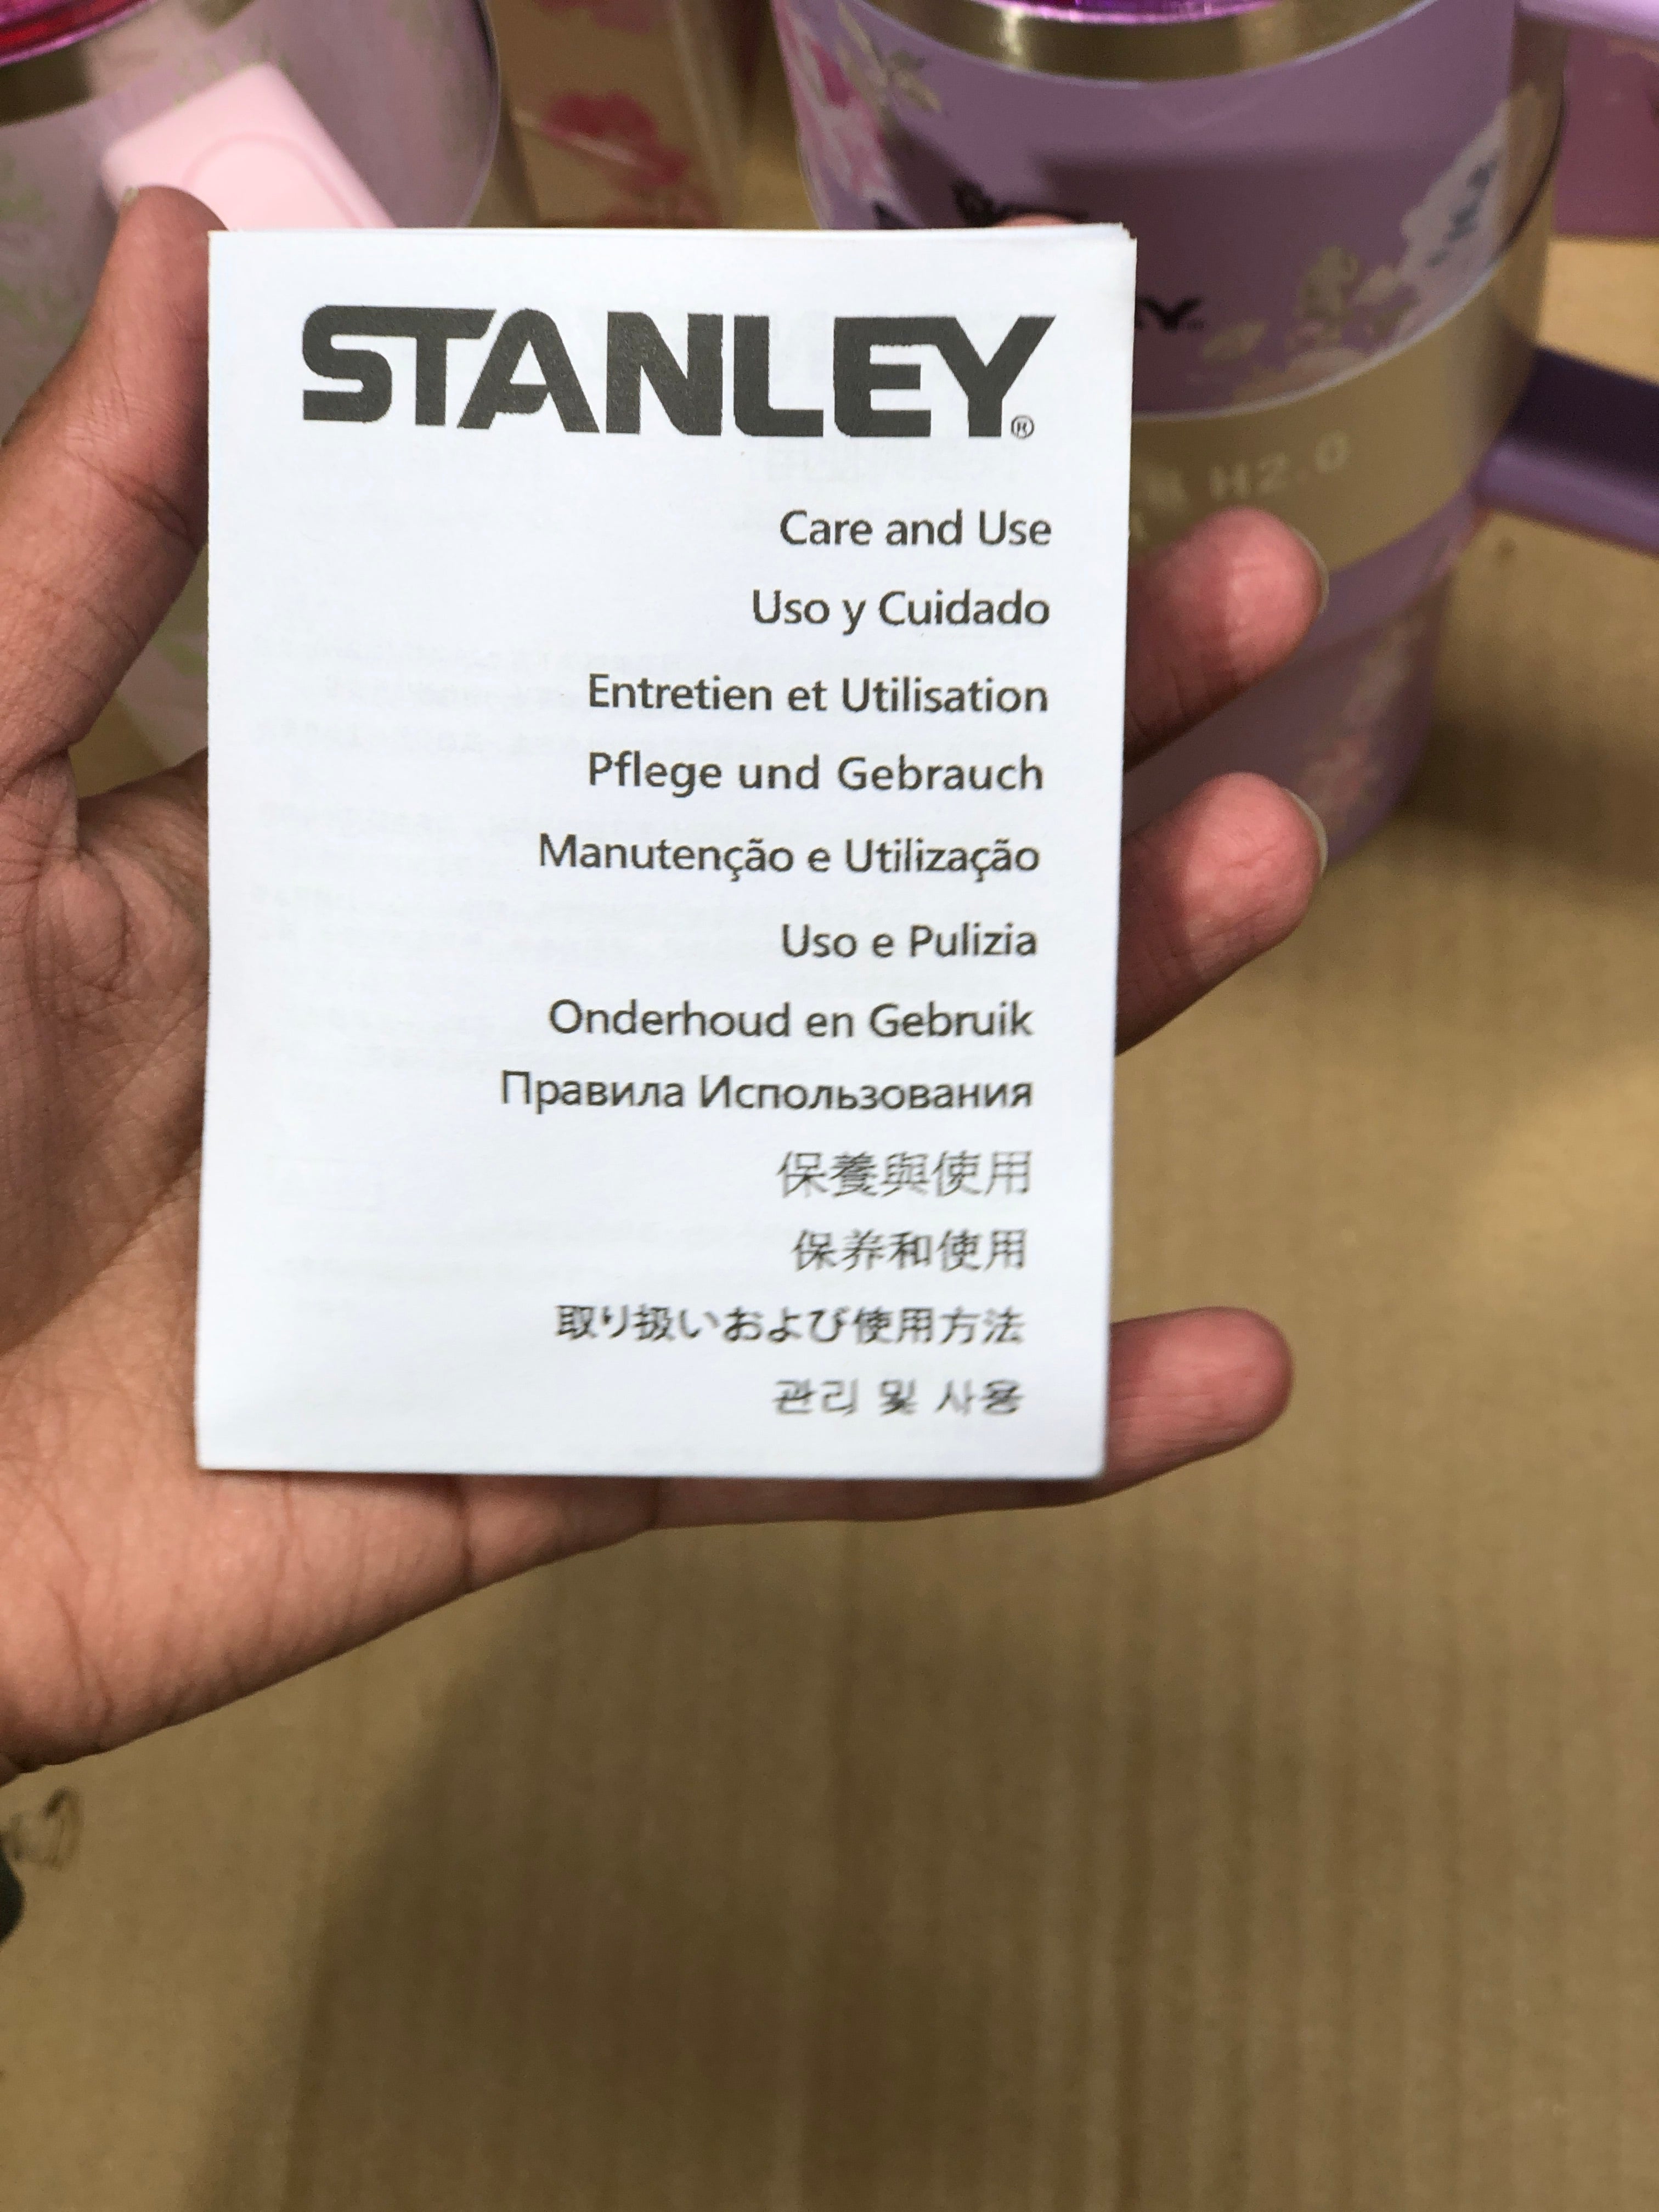 STANLEY®
Care and Use
Uso y Cuidado
Entretien et Utilisation
Pflege und Gebrauch
Manutenção e Utilização
Uso e Pulizia
Onderhoud en Gebruik
Правила Использования
保養與使用
保养和使用
取り扱いおよび使用方法
관리 및 사용
H2.0